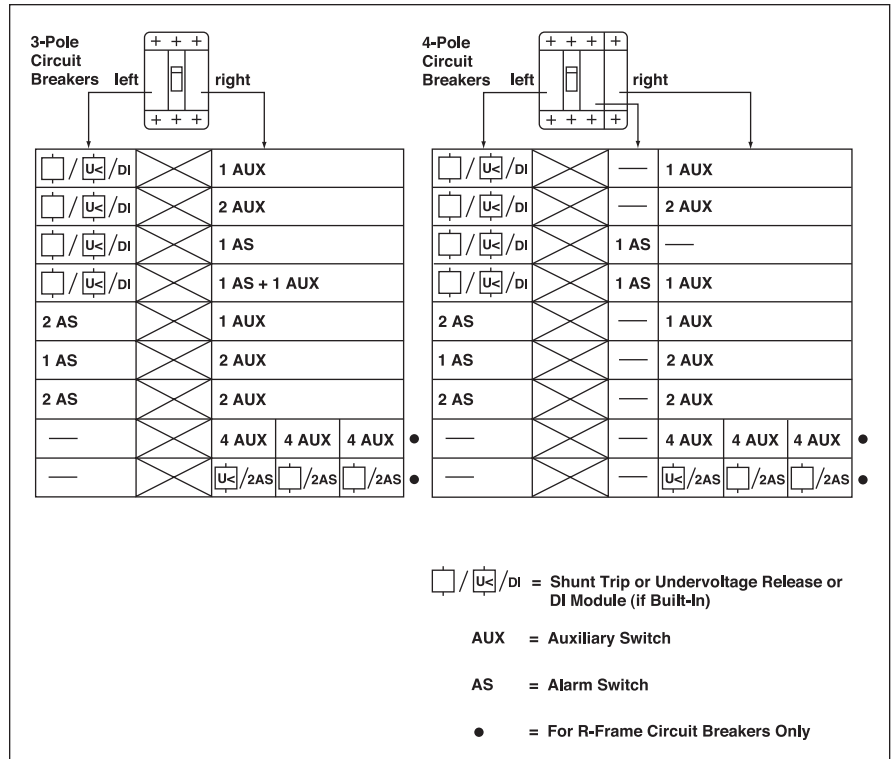 3-Pole
Circuit
Breakers left right
4-Pole
Circuit
Breakers left right
/ U< /DI 1 AUX
/ U< /DI — 1 AUX
/ U< /DI 2 AUX
/ U< /DI — 2 AUX
/ U< /DI 1 AS
/ U< /DI 1 AS —
/ U< /DI 1 AS + 1 AUX
/ U< /DI 1 AS 1 AUX
2 AS 1 AUX
2 AS — 1 AUX
1 AS 2 AUX
1 AS — 2 AUX
2 AS 2 AUX
2 AS — 2 AUX
— 4 AUX 4 AUX 4 AUX ●
— — 4 AUX 4 AUX 4 AUX ●
— U< /2AS /2AS /2AS ●
— — U< /2AS /2AS /2AS ●
/ U< /DI = Shunt Trip or Undervoltage Release or
DI Module (if Built-In)
AUX = Auxiliary Switch
AS = Alarm Switch
● = For R-Frame Circuit Breakers Only